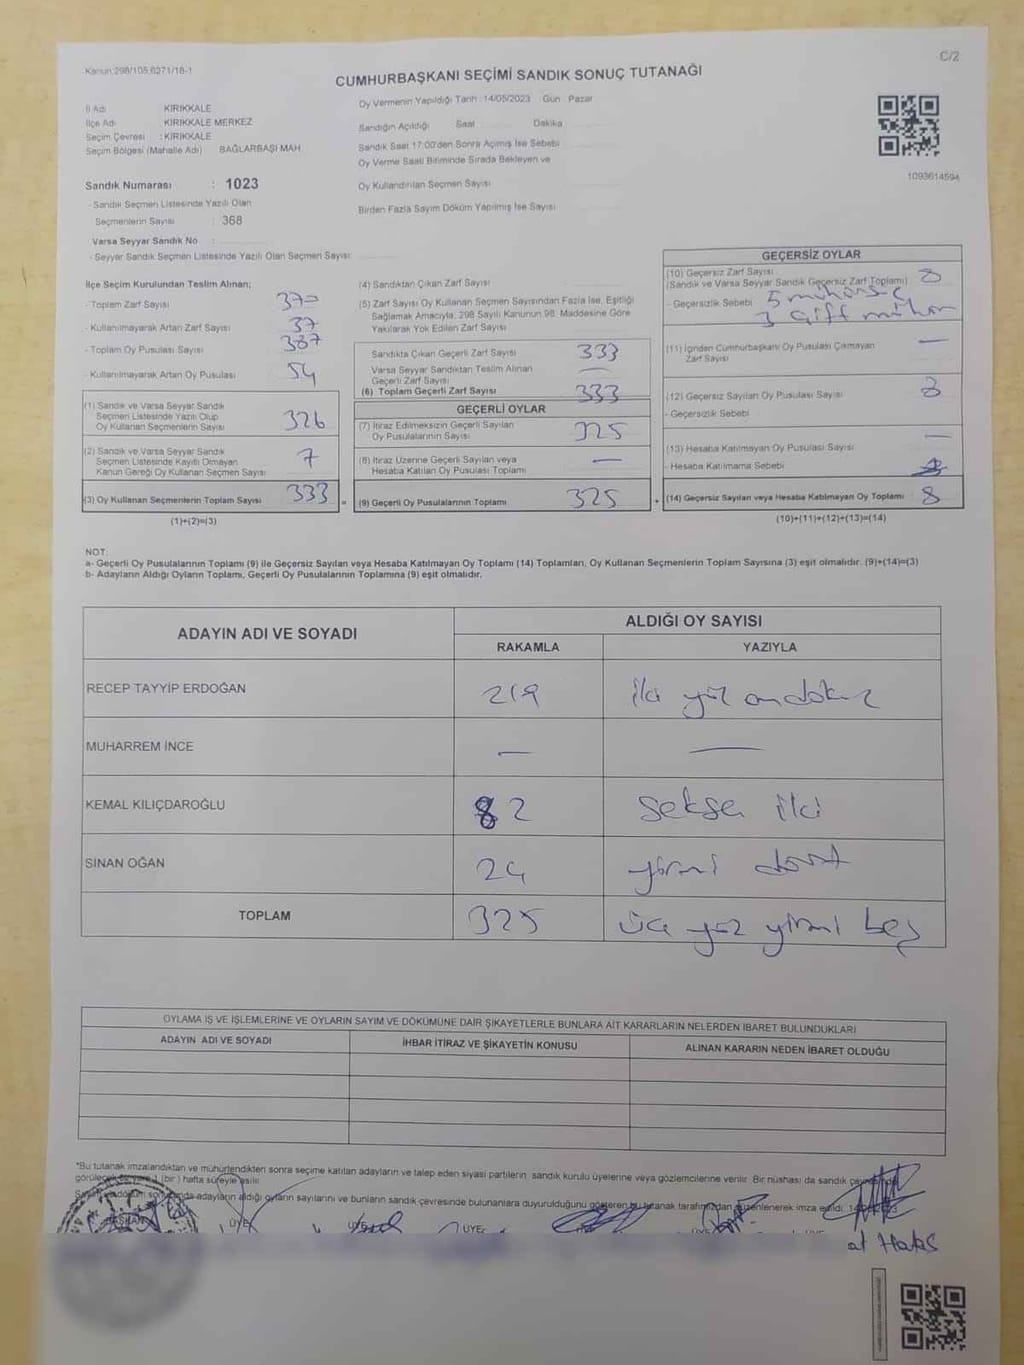 Kanun:298/105,6271/18-1
C/2
CUMHURBAŞKANI SEÇİMİ SANDIK SONUÇ TUTANAĞI
İl Adı KIRIKKALE
İlçe Adı KIRIKKALE MERKEZ
Seçim Çevresi : KIRIKKALE
Seçim Bölgesi (Mahalle Adı) BAĞLARBAŞI MAH.
Oy Vermenin Yapıldığı Tarih :14/05/2023 Gün : Pazar
Sandığın Açıldığı Saat Dakika
Sandık Saat 17:00'den Sonra Açımış İse Sebebi
Oy Verme Saati Bitiminde Sırada Bekleyen ve
Oy Kullandırılan Seçmen Sayısı
Birden Fazla Sayım Döküm Yapılmış İse Sayısı
1093614594
Sandık Numarası : 1023
- Sandık Seçmen Listesinde Yazılı Olan
Seçmenlerin Sayısı : 368
Varsa Seyyar Sandık No :
- Seyyar Sandık Seçmen Listesinde Yazılı Olan Seçmen Sayısı
İlçe Seçim Kurulundan Teslim Alınan;
- Toplam Zarf Sayısı 370
- Kullanılmayarak Artan Zarf Sayısı 37
- Toplam Oy Pusulası Sayısı 387
- Kullanılmayarak Artan Oy Pusulası 54
(1) Sandık ve Varsa Seyyar Sandık
Seçmen Listesinde Yazılı Olup
Oy Kullanan Seçmenlerin Sayısı 326
(2) Sandık ve Varsa Seyyar Sandık
Seçmen Listesinde Kayıtlı Olmayan
Kanun Gereği Oy Kullanan Seçmen Sayısı 7
(3) Oy Kullanan Seçmenlerin Toplam Sayısı 333 =
(1)+(2)=(3)
(4) Sandıktan Çıkan Zarf Sayısı
(5) Zarf Sayısı Oy Kullanan Seçmen Sayısından Fazla İse, Eşitliği
Sağlamak Amacıyla, 298 Sayılı Kanunun 98. Maddesine Göre
Yakılarak Yok Edilen Zarf Sayısı
Sandıkta Çıkan Geçerli Zarf Sayısı 333
Varsa Seyyar Sandıktan Teslim Alınan
Geçerli Zarf Sayısı —
(6) Toplam Geçerli Zarf Sayısı 333
GEÇERLİ OYLAR
(7) İtiraz Edilmeksizin Geçerli Sayılan
Oy Pusulalarının Sayısı 325
(8) İtiraz Üzerine Geçerli Sayılan veya
Hesaba Katılan Oy Pusulası Toplamı —
(9) Geçerli Oy Pusulalarının Toplamı 325 +
GEÇERSİZ OYLAR
(10) Geçersiz Zarf Sayısı
(Sandık ve Varsa Seyyar Sandık Geçersiz Zarf Toplamı) 8
- Geçersizlik Sebebi 5 mühürsüz
3 Çift mühür
(11) İçinden Cumhurbaşkanı Oy Pusulası Çıkmayan
Zarf Sayısı —
(12) Geçersiz Sayılan Oy Pusulası Sayısı
- Geçersizlik Sebebi
(13) Hesaba Katılmayan Oy Pusulası Sayısı —
- Hesaba Katılmama Sebebi
(14) Geçersiz Sayılan veya Hesaba Katılmayan Oy Toplamı 8
(10)+(11)+(12)+(13)=(14)
NOT:
a- Geçerli Oy Pusulalarının Toplamı (9) ile Geçersiz Sayılan veya Hesaba Katılmayan Oy Toplamı (14) Toplamları, Oy Kullanan Seçmenlerin Toplam Sayısına (3) eşit olmalıdır. (9)+(14)=(3)
b- Adayların Aldığı Oyların Toplamı, Geçerli Oy Pusulalarının Toplamına (9) eşit olmalıdır.
ADAYIN ADI VE SOYADI
ALDIĞI OY SAYISI
RAKAMLA YAZIYLA
RECEP TAYYİP ERDOĞAN 219 iki yüz ondokuz
MUHARREM İNCE — —
KEMAL KILIÇDAROĞLU 82 seksen iki
SİNAN OĞAN 24 yirmi dört
TOPLAM 325 üç yüz yirmi beş
OYLAMA İŞ VE İŞLEMLERİNE VE OYLARIN SAYIM VE DÖKÜMÜNE DAİR ŞİKAYETLERLE BUNLARA AİT KARARLARIN NELERDEN İBARET BULUNDUKLARI
ADAYIN ADI VE SOYADI İHBAR İTİRAZ VE ŞİKAYETİN KONUSU ALINAN KARARIN NEDEN İBARET OLDUĞU
*Bu tutanak imzalandıktan ve mühürlendikten sonra seçime katılan adayların ve talep eden siyasi partilerin sandık kurulu üyelerine veya gözlemcilerine verilir. Bir nüshası da sandık çevresinde
görülecek bir yere 1 (bir) hafta süreyle asılır.
adayların aldığı oyların sayılarını ve bunların sandık çevresinde bulunanlara duyurulduğunu gösteren bu tutanak tarafımızdan düzenlenerek imza edildi.
BAŞKAN ÜYE ÜYE ÜYE